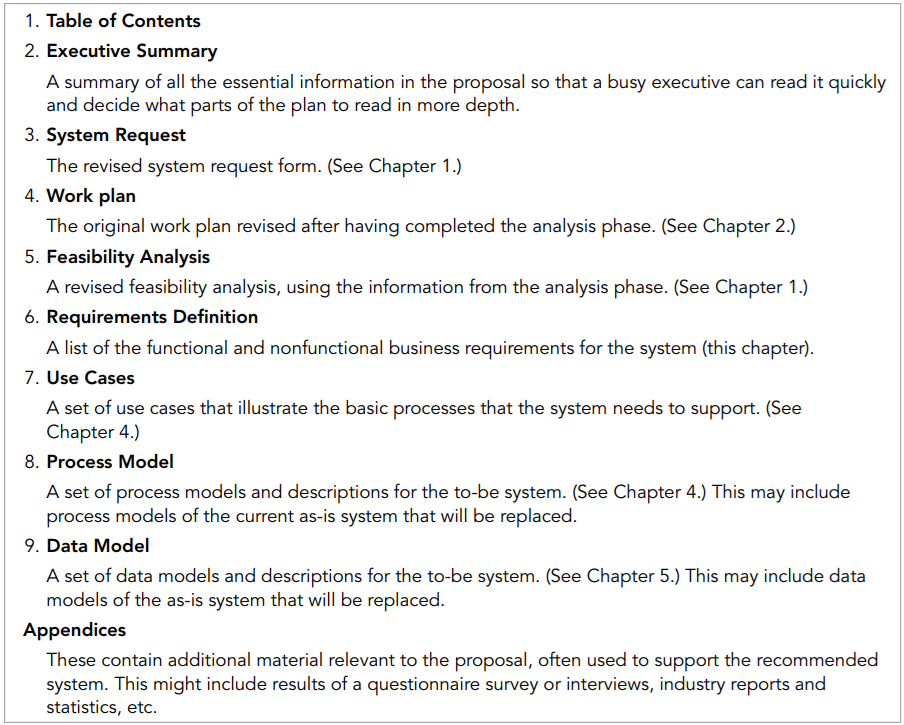 1. Table of Contents
2. Executive Summary
A summary of all the essential information in the proposal so that a busy executive can read it quickly
and decide what parts of the plan to read in more depth.
3. System Request
The revised system request form. (See Chapter 1.)
4. Work plan
The original work plan revised after having completed the analysis phase. (See Chapter 2.)
5. Feasibility Analysis
A revised feasibility analysis, using the information from the analysis phase. (See Chapter 1.)
6. Requirements Definition
A list of the functional and nonfunctional business requirements for the system (this chapter).
7. Use Cases
A set of use cases that illustrate the basic processes that the system needs to support. (See
Chapter 4.)
8. Process Model
A set of process models and descriptions for the to-be system. (See Chapter 4.) This may include
process models of the current as-is system that will be replaced.
9. Data Model
A set of data models and descriptions for the to-be system. (See Chapter 5.) This may include data
models of the as-is system that will be replaced.
Appendices
These contain additional material relevant to the proposal, often used to support the recommended
system. This might include results of a questionnaire survey or interviews, industry reports and
statistics, etc.